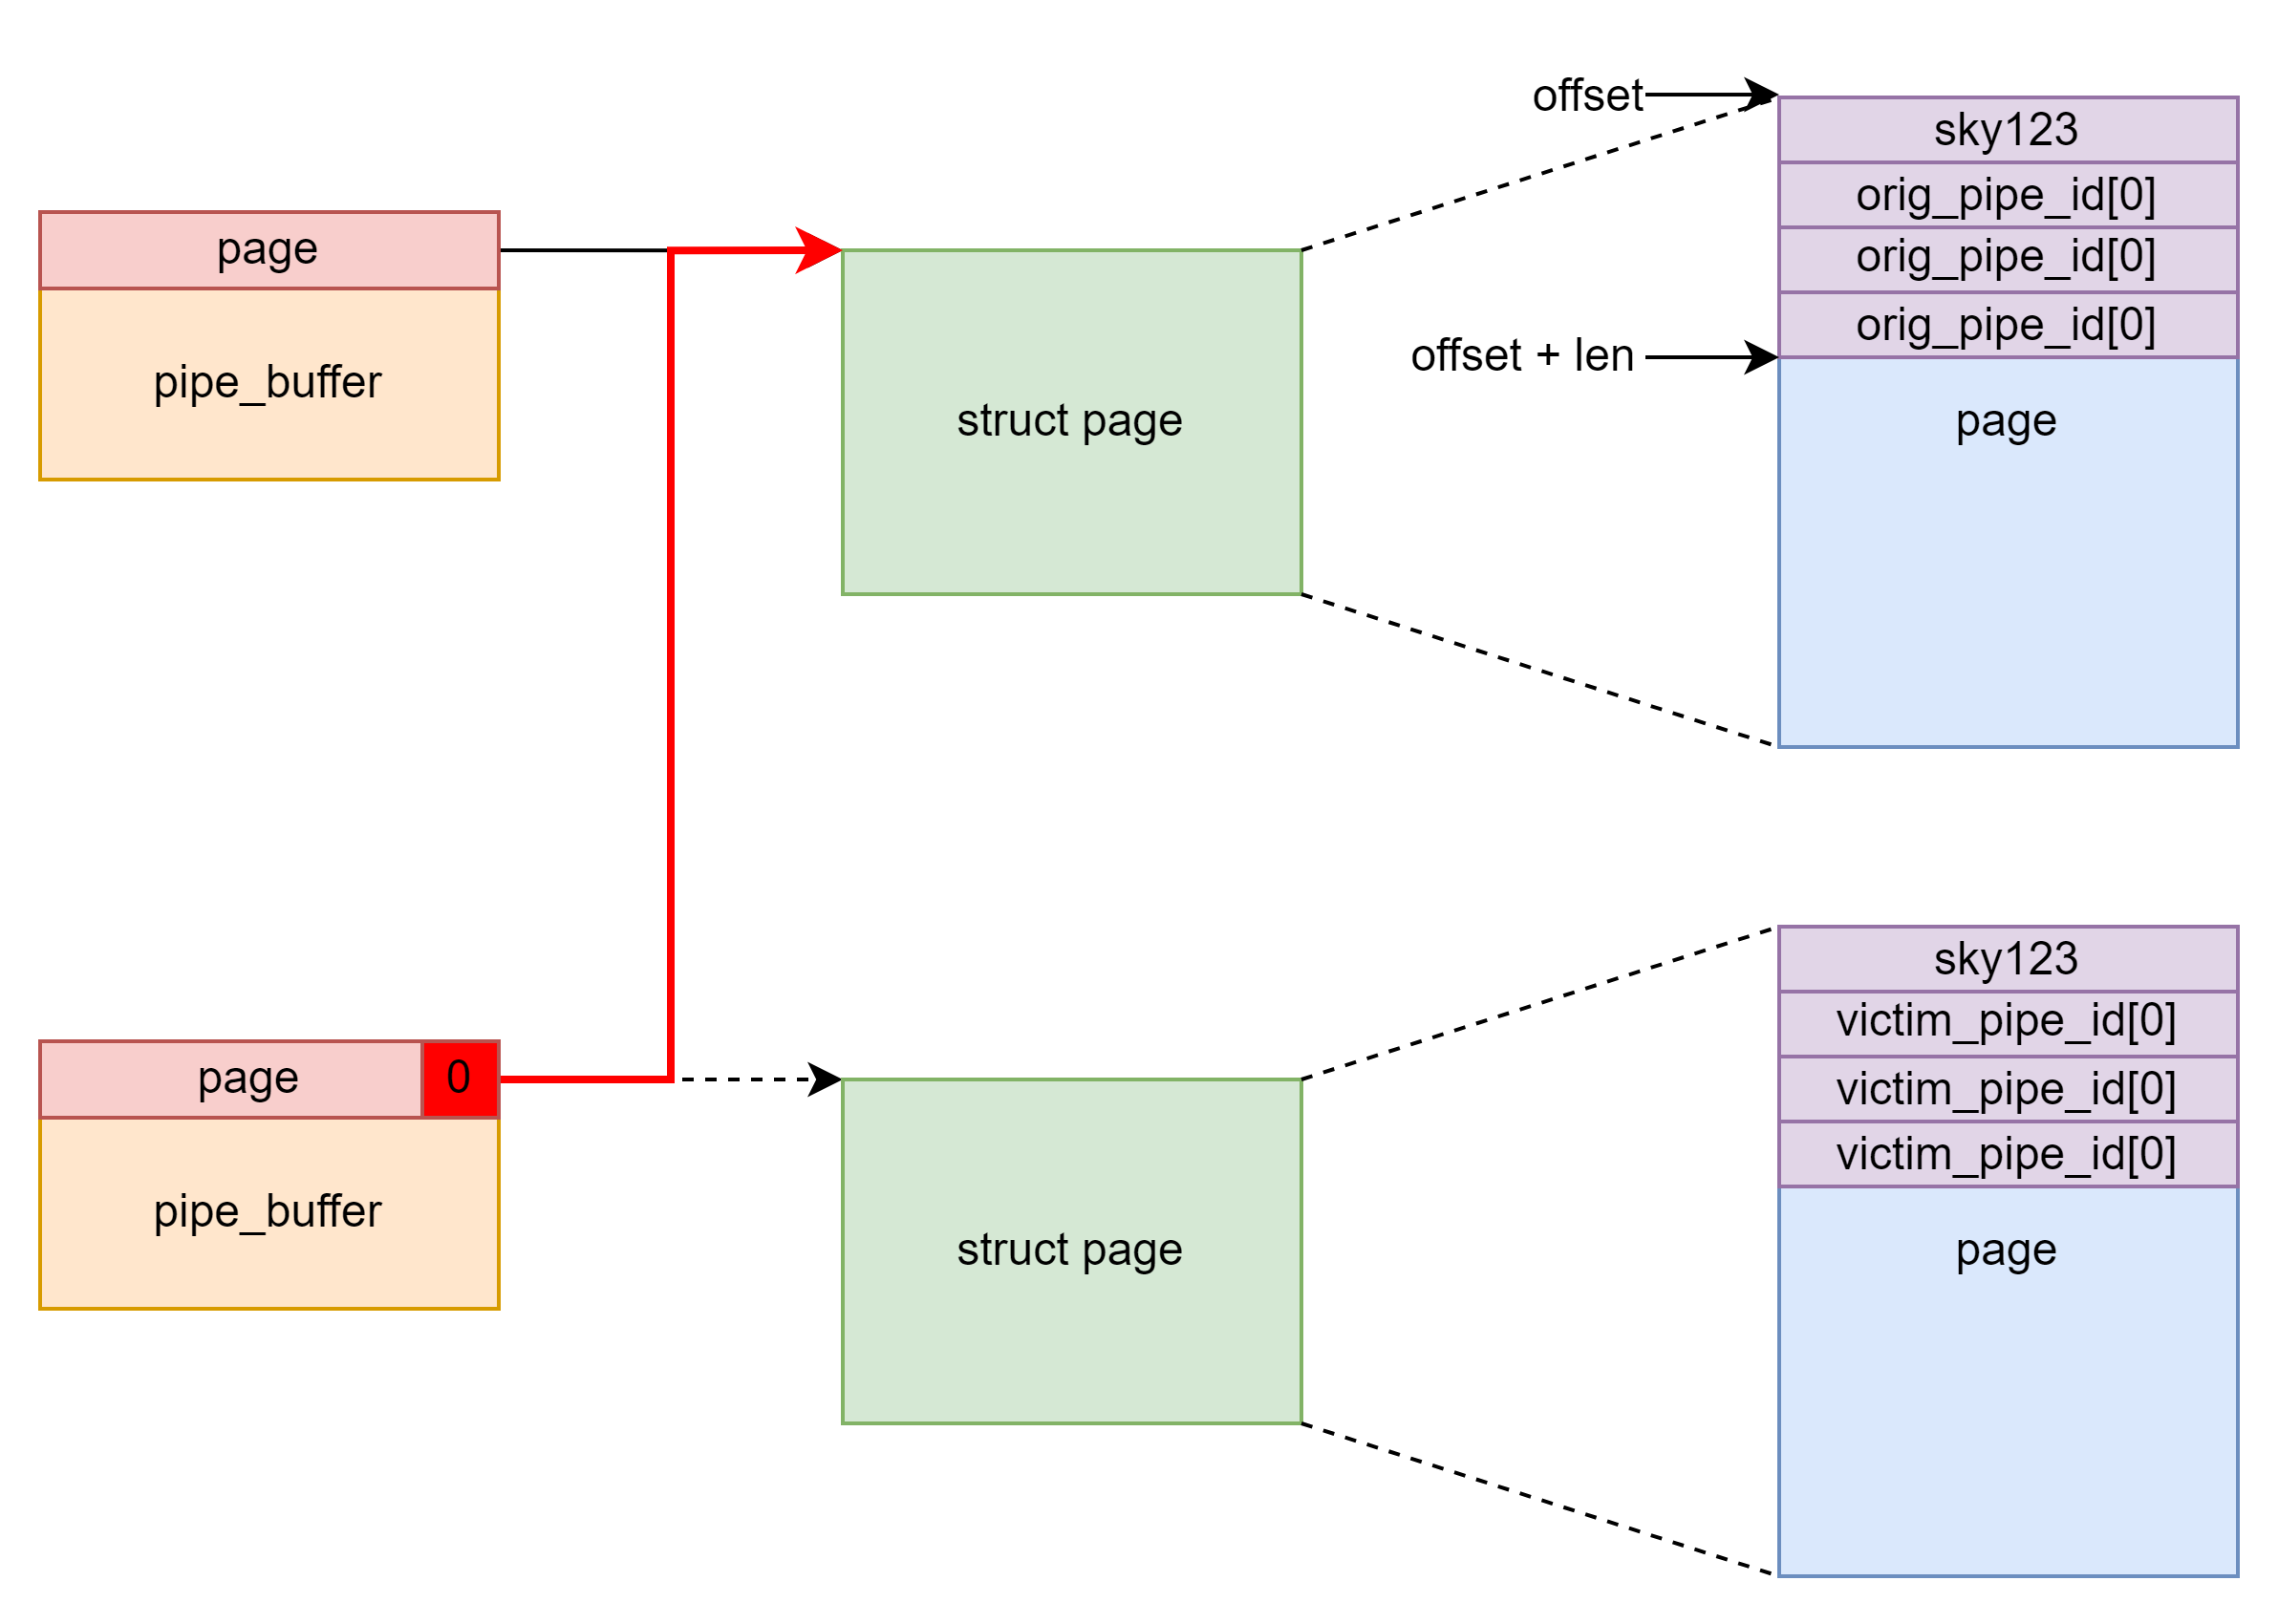 offset
sky123
orig_pipe_id[0]
page
orig_pipe_id[0]
orig_pipe_id[0]
offset + len
pipe_buffer
struct page
page
sky123
victim_pipe_id[0]
page
0
victim_pipe_id[0]
victim_pipe_id[0]
pipe_buffer
struct page
page